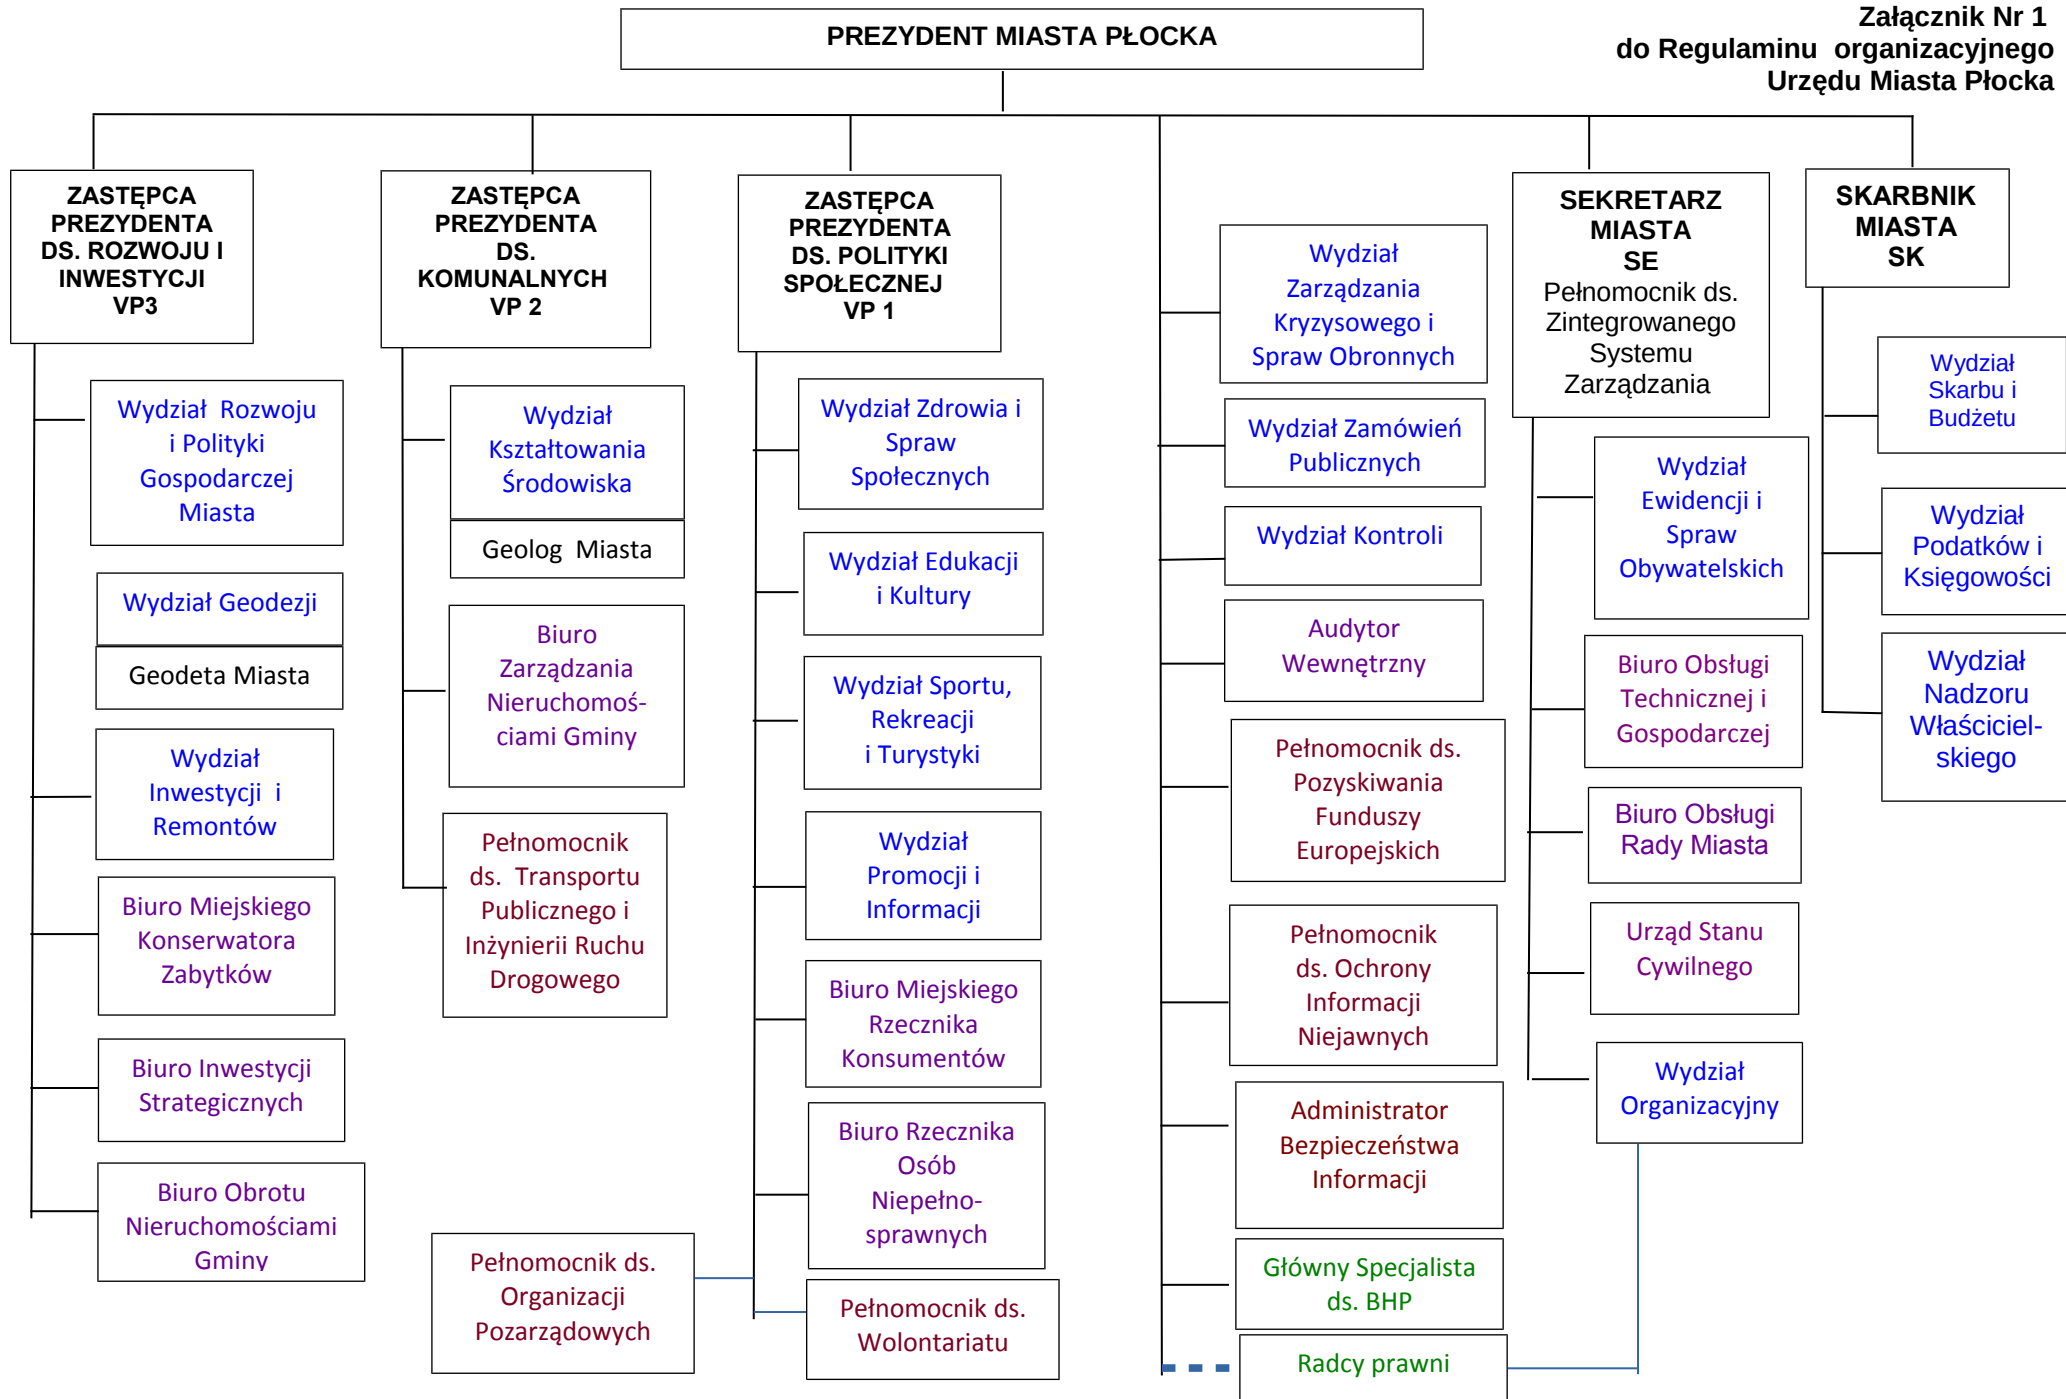 Załącznik Nr 1
do Regulaminu organizacyjnego
Urzędu Miasta Płocka
PREZYDENT MIASTA PŁOCKA
ZASTĘPCA
PREZYDENTA
DS. ROZWOJU I
INWESTYCJI
VP3
Wydział Rozwoju
i Polityki
Gospodarczej
Miasta
Wydział Geodezji
Geodeta Miasta
Wydział
Inwestycji i
Remontów
Biuro Miejskiego
Konserwatora
Zabytków
Biuro Inwestycji
Strategicznych
Biuro Obrotu
Nieruchomościami
Gminy
ZASTĘPCA
PREZYDENTA
DS.
KOMUNALNYCH
VP 2
Wydział
Kształtowania
Środowiska
Geolog Miasta
Biuro
Zarządzania
Nieruchomoś-
ciami Gminy
Pełnomocnik
ds. Transportu
Publicznego i
Inżynierii Ruchu
Drogowego
ZASTĘPCA
PREZYDENTA
DS. POLITYKI
SPOŁECZNEJ
VP 1
Wydział Zdrowia i
Spraw
Społecznych
Wydział Edukacji
i Kultury
Wydział Sportu,
Rekreacji
i Turystyki
Wydział
Promocji i
Informacji
Biuro Miejskiego
Rzecznika
Konsumentów
Biuro Rzecznika
Osób
Niepełno-
sprawnych
Pełnomocnik ds.
Organizacji
Pozarządowych
Pełnomocnik ds.
Wolontariatu
Wydział
Zarządzania
Kryzysowego i
Spraw Obronnych
Wydział Zamówień
Publicznych
Wydział Kontroli
Audytor
Wewnętrzny
Pełnomocnik ds.
Pozyskiwania
Funduszy
Europejskich
Pełnomocnik
ds. Ochrony
Informacji
Niejawnych
Administrator
Bezpieczeństwa
Informacji
Główny Specjalista
ds. BHP
Radcy prawni
SEKRETARZ
MIASTA
SE
Pełnomocnik ds.
Zintegrowanego
Systemu
Zarządzania
Wydział
Ewidencji i
Spraw
Obywatelskich
Biuro Obsługi
Technicznej i
Gospodarczej
Biuro Obsługi
Rady Miasta
Urząd Stanu
Cywilnego
Wydział
Organizacyjny
SKARBNIK
MIASTA
SK
Wydział
Skarbu i
Budżetu
Wydział
Podatków i
Księgowości
Wydział
Nadzoru
Właściciel-
skiego